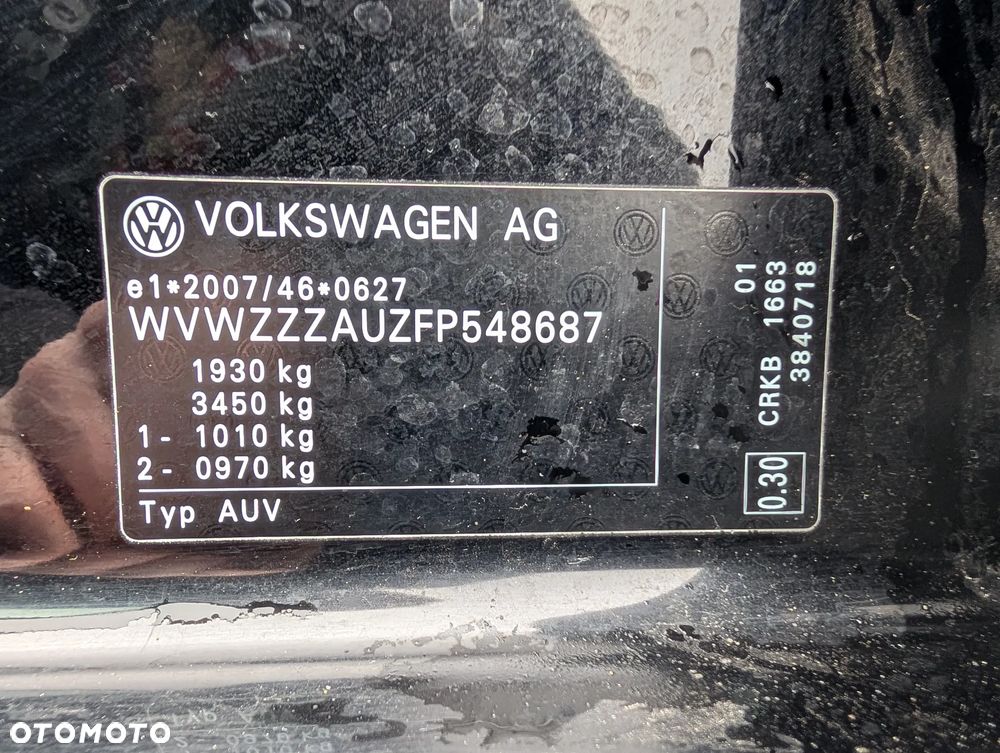 VOLKSWAGEN AG
e1*2007/46*0627
WVWZZZAUZFP548687
1930 kg
3450 kg
1- 1010 kg
2- 0970 kg
Typ AUV
01
CRKB 1663
3840718
0.30
OTOMOTO